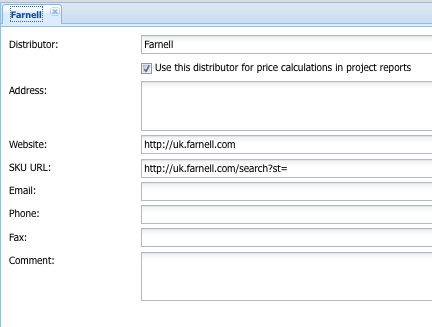 Farnell
Distributor: Farnell
Use this distributor for price calculations in project reports
Address:
Website: http://uk.farnell.com
SKU URL: http://uk.farnell.com/search?st=
Email:
Phone:
Fax:
Comment: